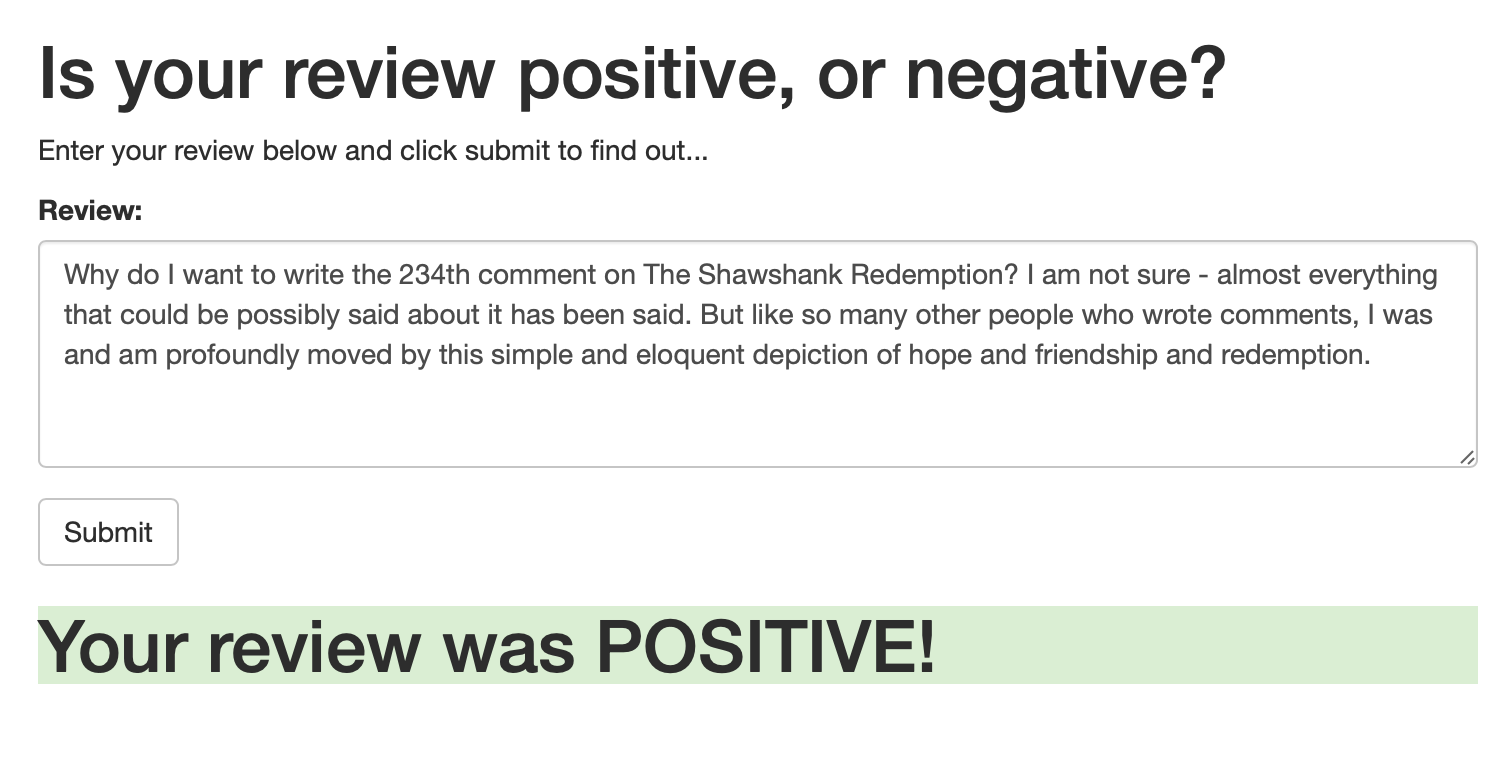 Is your review positive, or negative?
Enter your review below and click submit to find out...
Review:
Why do I want to write the 234th comment on The Shawshank Redemption? I am not sure - almost everything
that could be possibly said about it has been said. But like so many other people who wrote comments, I was
and am profoundly moved by this simple and eloquent depiction of hope and friendship and redemption.
Submit
Your review was POSITIVE!